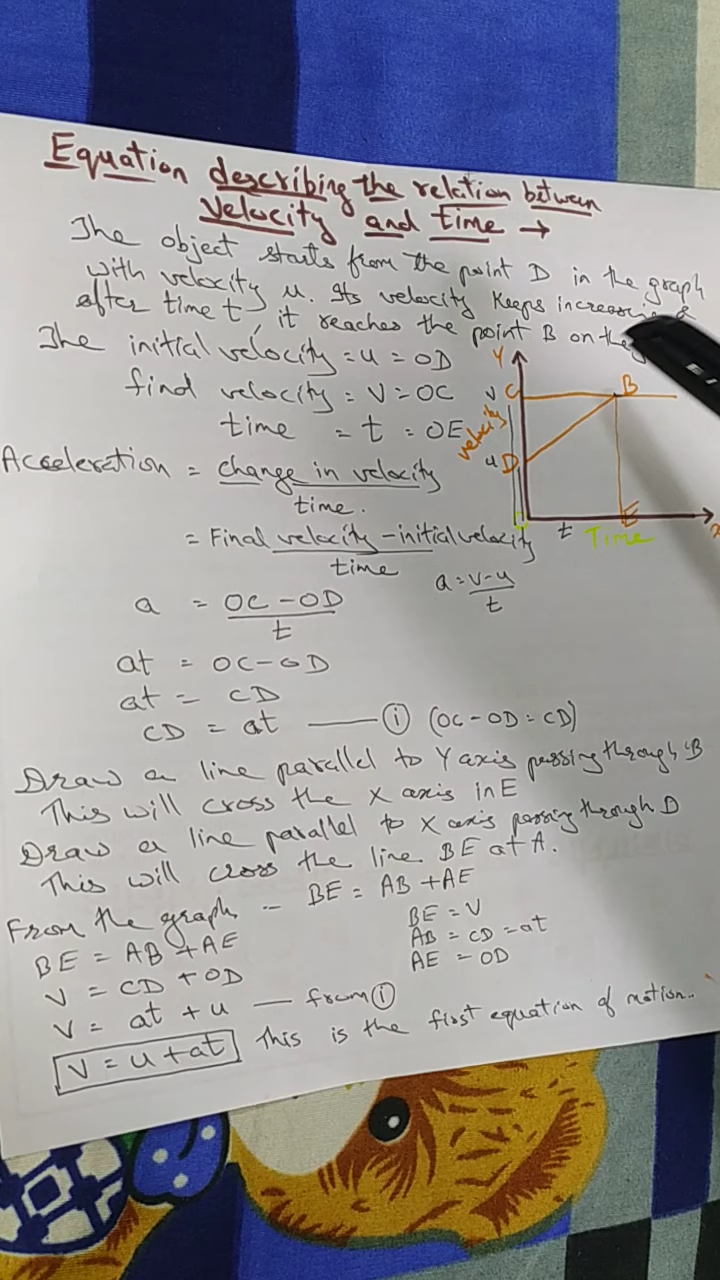 Equation describing the relation between
Velocity and time →
The object starts from the point D in the graph
with velocity u. Its velocity keeps increasing &
after time t, it reaches the point B on the
The initial velocity = u = OD
find velocity = v = OC
time = t = OE
Acceleration = change in velocity
time.
= Final velocity - initial velocity
time
a = v-u
t
a = OC - OD
t
at = OC - OD
at = CD
CD = at —— (i) (OC - OD = CD)
Y
v C B
velocity
u D
O t E X
Time
Draw a line parallel to Y axis passing through B
This will cross the X axis in E
Draw a line parallel to X axis passing through D
This will cross the line BE at A.
From the graph - BE = AB + AE
BE = AB + AE
V = CD + OD
V = at + u — from (i)
BE = V
AB = CD = at
AE = OD
V = u + at This is the first equation of motion..